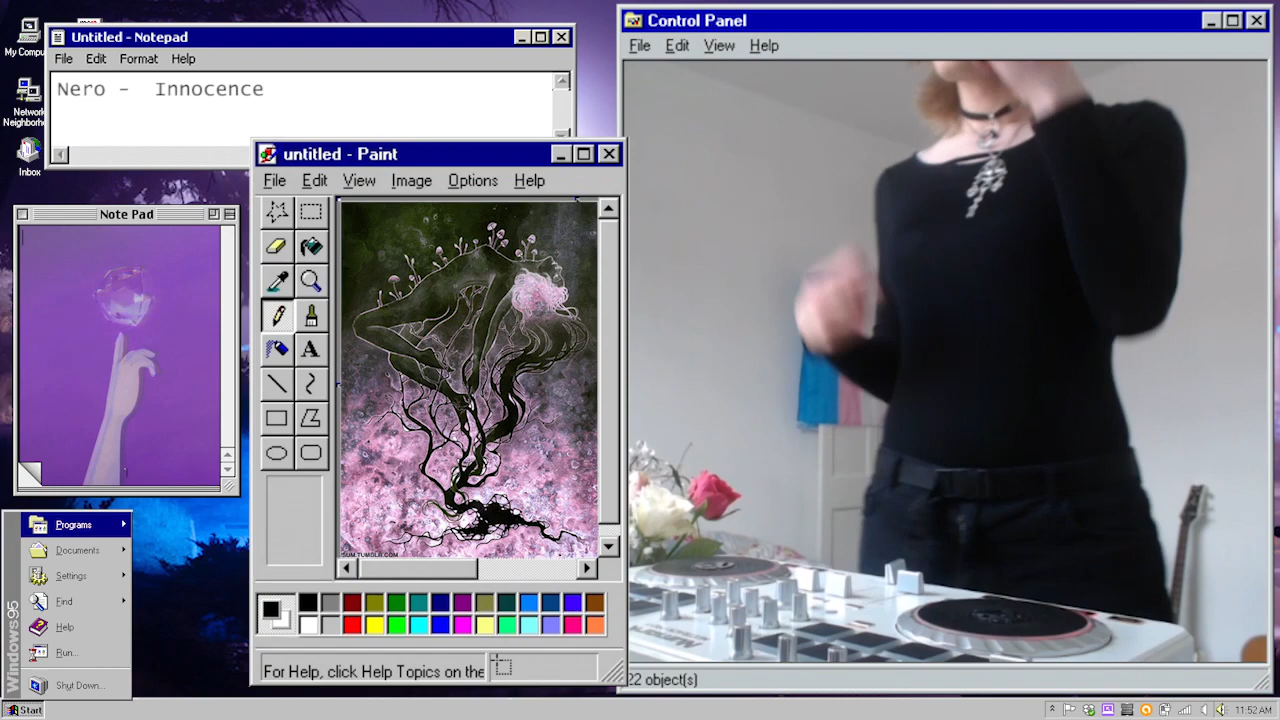 My Compu
Network
Neighborho
Inbox
Untitled - Notepad
File Edit Format Help
Nero - Innocence
Note Pad
untitled - Paint
File Edit View Image Options Help
For Help, click Help Topics on the
Control Panel
File Edit View Help
22 object(s)
Programs
Documents
Settings
Find
Help
Run...
Shut Down...
Windows95
Start
11:52 AM